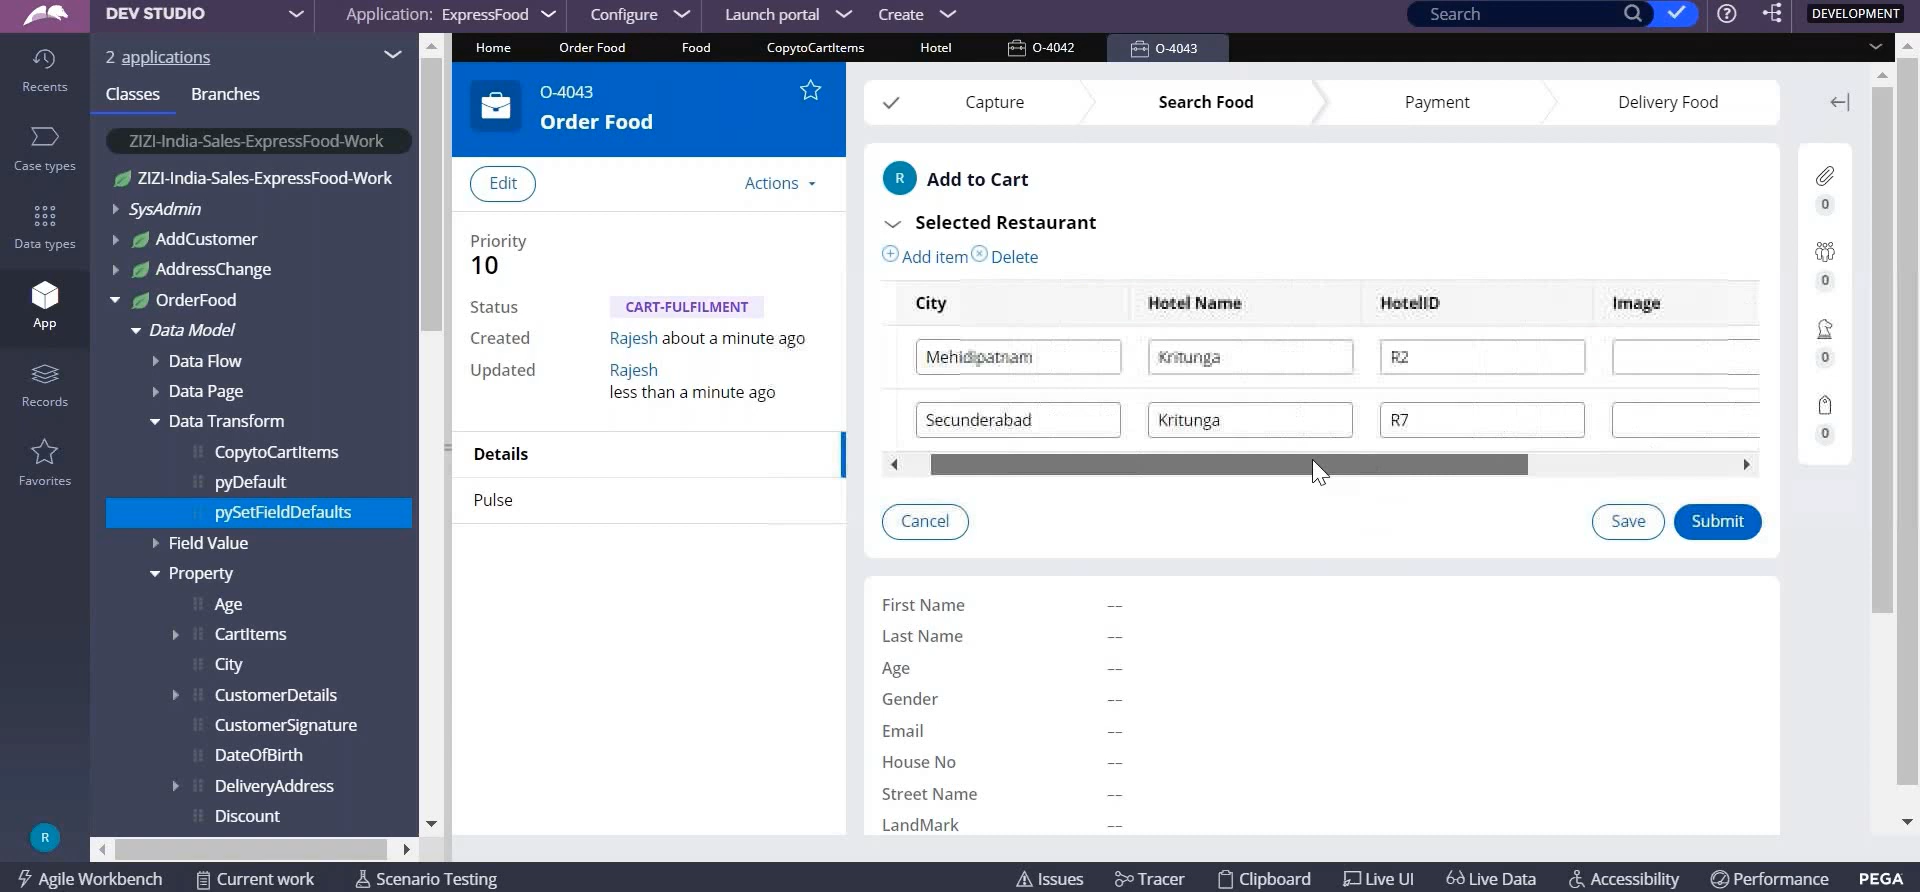 DEV STUDIO
Application: ExpressFood
Configure
Launch portal
Create
Search
DEVELOPMENT
Recents
Case types
Data types
App
Records
Favorites
R
2 applications
Classes
Branches
ZIZI-India-Sales-ExpressFood-Work
ZIZI-India-Sales-ExpressFood-Work
SysAdmin
AddCustomer
AddressChange
OrderFood
Data Model
Data Flow
Data Page
Data Transform
CopytoCartItems
pyDefault
pySetFieldDefaults
Field Value
Property
Age
CartItems
City
CustomerDetails
CustomerSignature
DateOfBirth
DeliveryAddress
Discount
Home
Order Food
Food
CopytoCartItems
Hotel
O-4042
O-4043
O-4043
Order Food
Edit
Actions
Priority
10
Status CART-FULFILMENT
Created Rajesh about a minute ago
Updated Rajesh
less than a minute ago
Details
Pulse
Capture
Search Food
Payment
Delivery Food
R Add to Cart
Selected Restaurant
Add item Delete
City Hotel Name HotelID Image
Mehidipatnam Kritunga R2
Secunderabad Kritunga R7
Cancel
Save
Submit
First Name --
Last Name --
Age --
Gender --
Email --
House No --
Street Name --
LandMark --
0
0
0
0
Agile Workbench
Current work
Scenario Testing
Issues
Tracer
Clipboard
Live UI
Live Data
Accessibility
Performance
PEGA